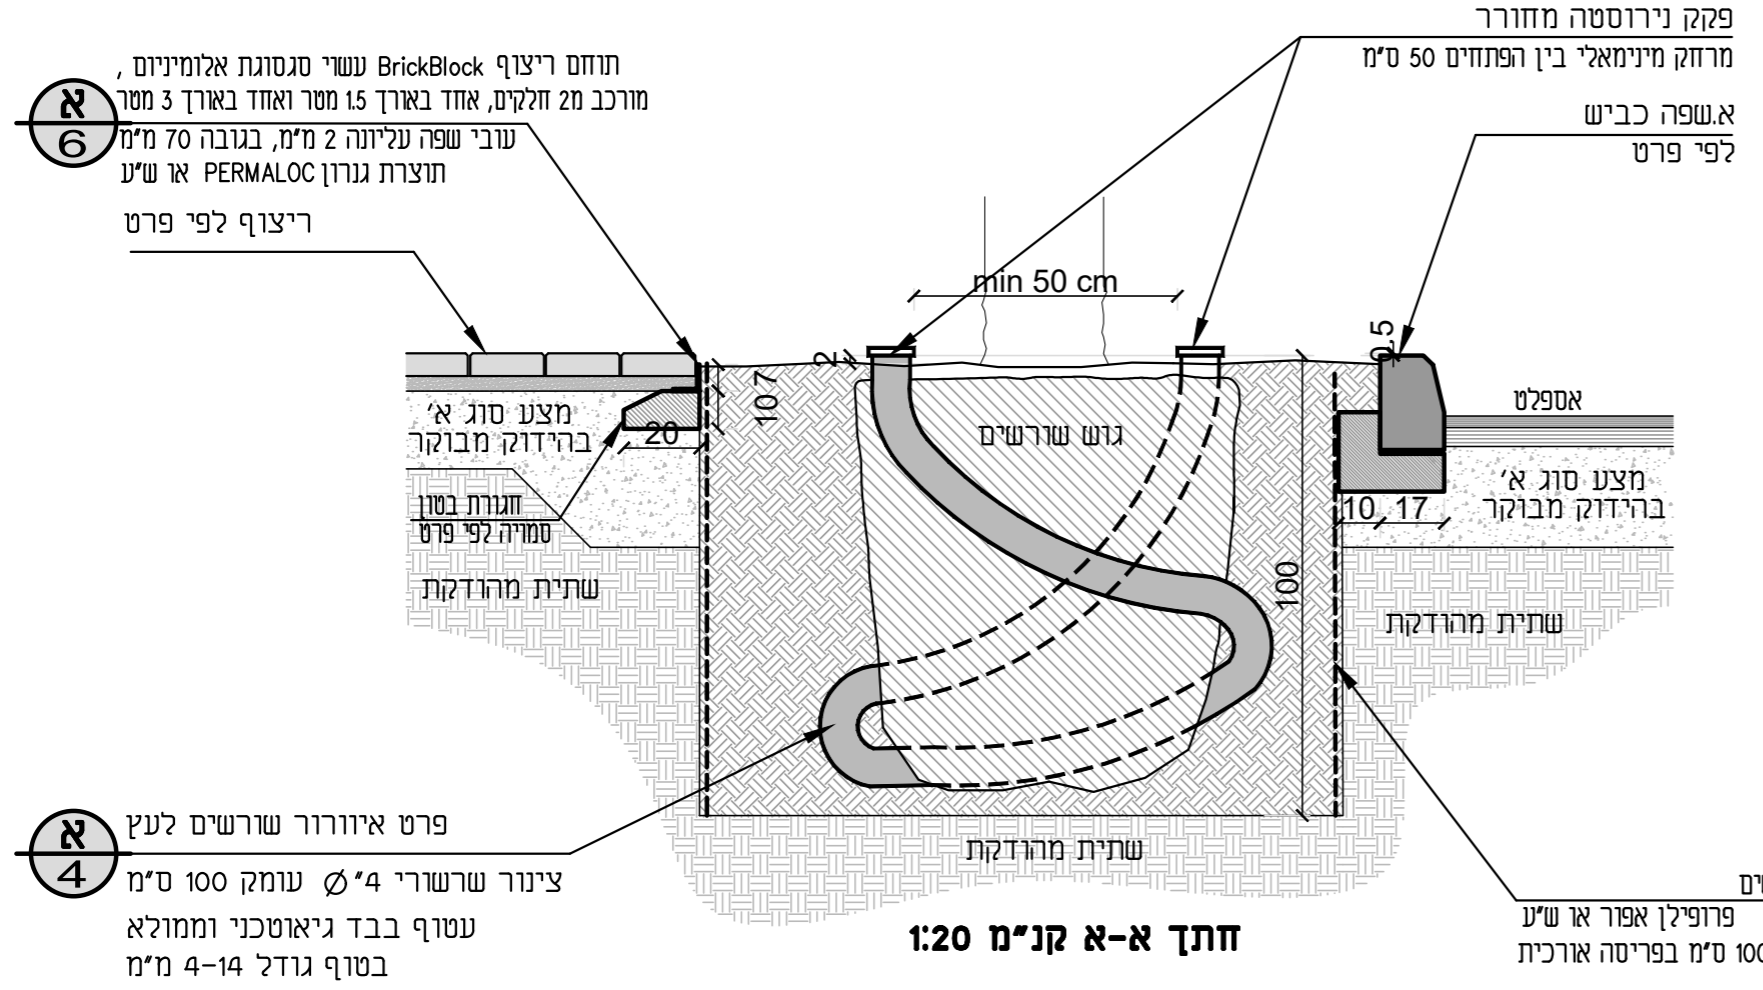 פקק נירוסטה מחורר
מרחק מינימאלי בין הפתחים 50 ס"מ
א.שפה כביש
לפי פרט
תוחם ריצוף BrickBlock עשוי סגסוגת אלומיניום ,
מורכב מ2 חלקים, אחד באורך 1.5 מטר ואחד באורך 3 מטר
עובי שפה עליונה 2 מ"מ, בגובה 70 מ"מ
תוצרת גנרון PERMALOC או ש"ע
א
6
ריצוף לפי פרט
min 50 cm
2
0.5
7
10
20
מצע סוג א'
בהידוק מבוקר
חגורת בטון
סמויה לפי פרט
שתית מהודקת
גוש שורשים
100
אספלט
מצע סוג א'
בהידוק מבוקר
10
17
שתית מהודקת
שתית מהודקת
א
4
פרט איוורור שורשים לעץ
צינור שרשורי 4" Ø עומק 100 ס"מ
עטוף בבד גיאוטכני וממולא
בטוף גודל 4-14 מ"מ
פרופילן אפור או ש"ע
100 ס"מ בפריסה אורכית
חתך א-א קנ"מ 1:20